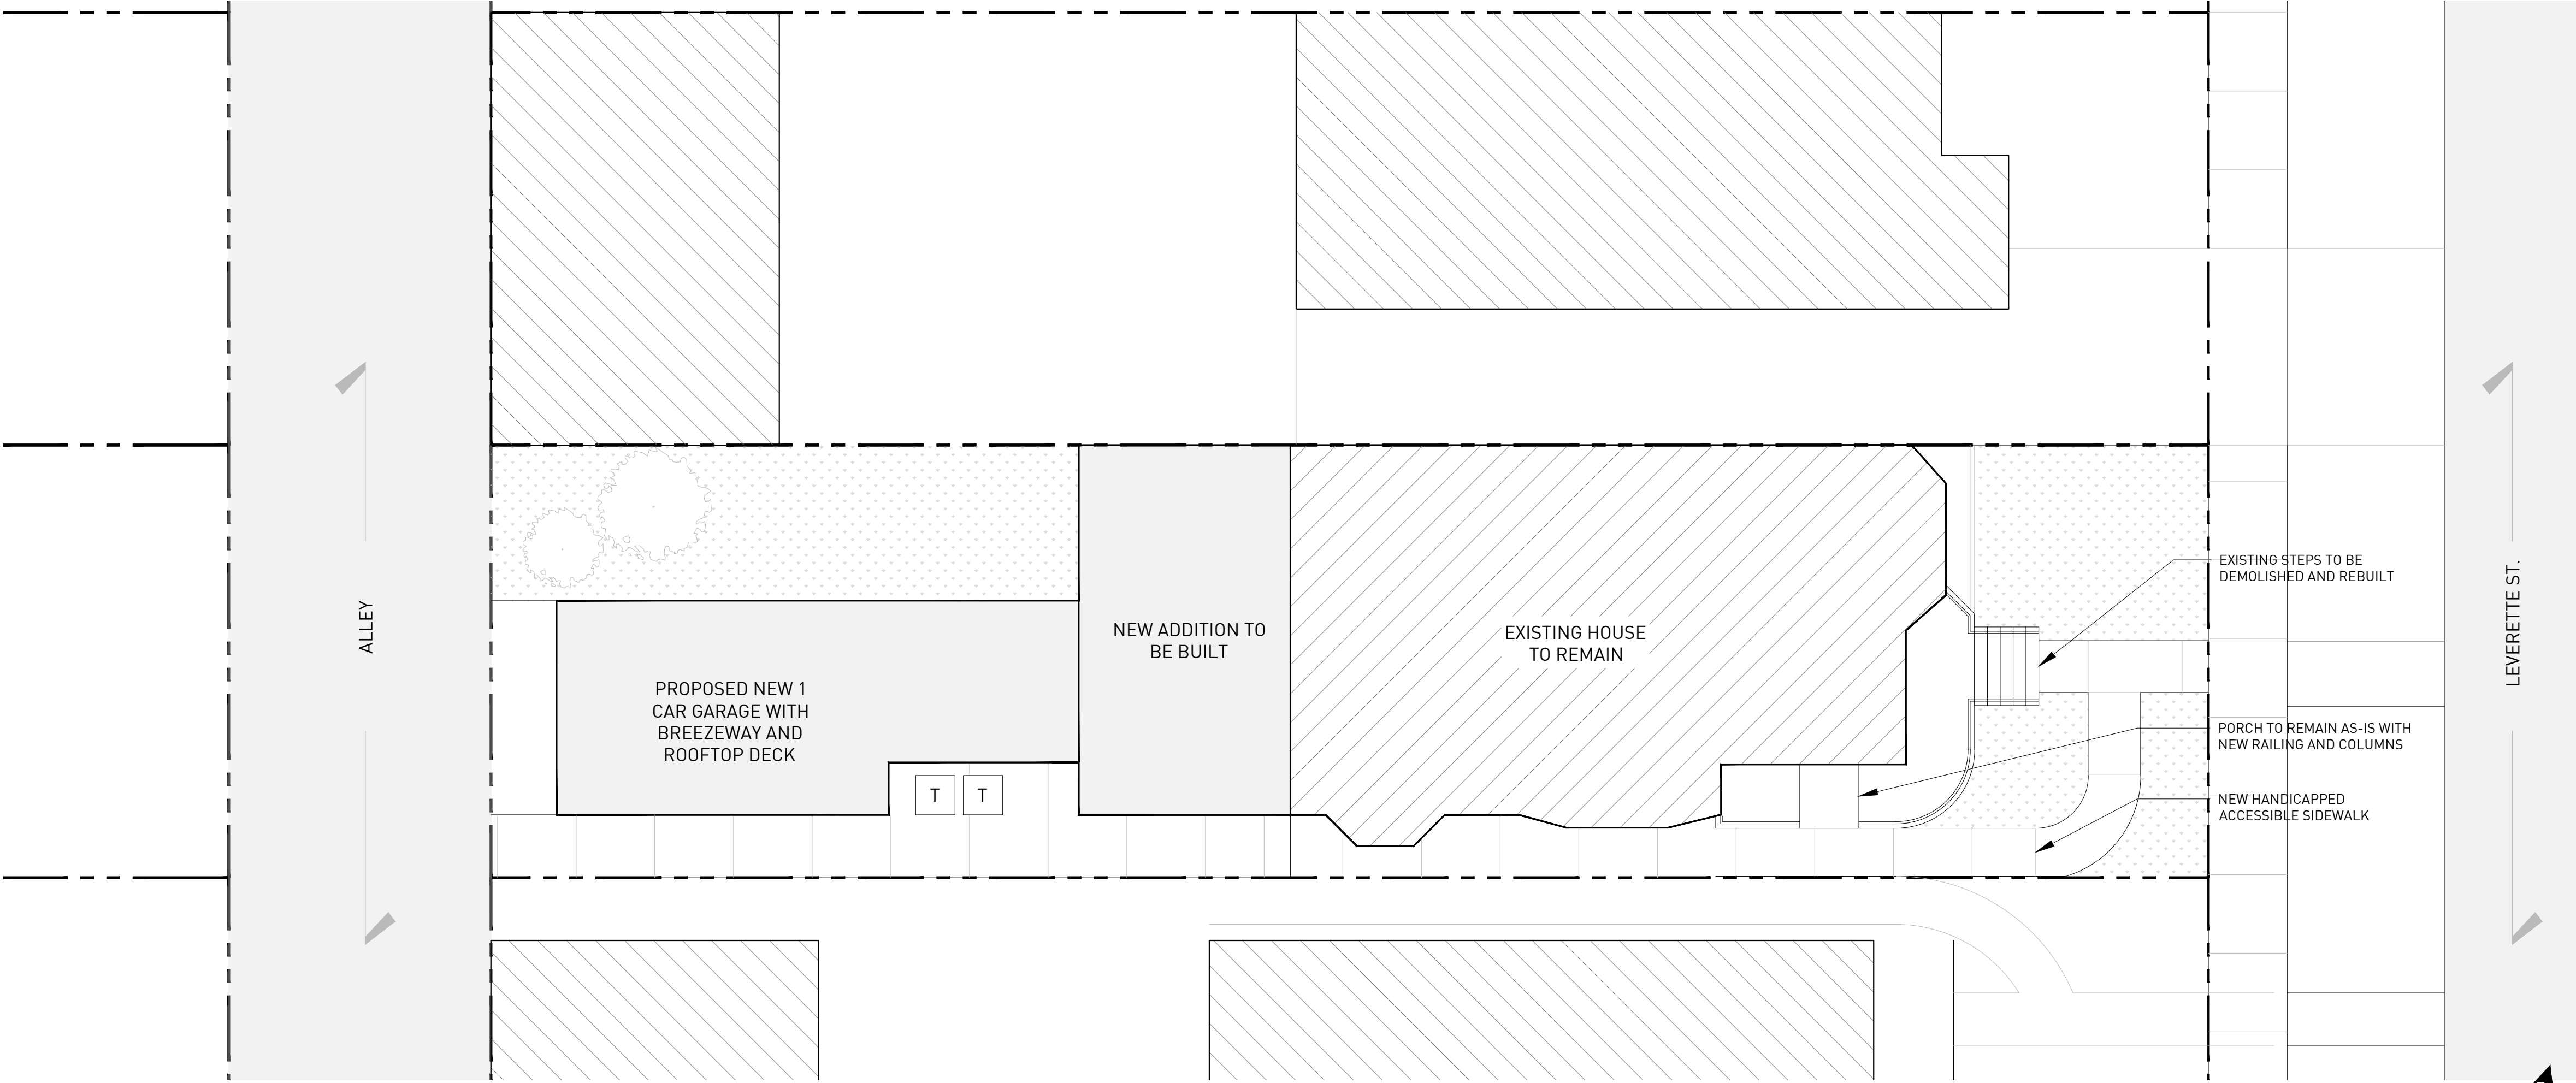 ALLEY
PROPOSED NEW 1
CAR GARAGE WITH
BREEZEWAY AND
ROOFTOP DECK
T
T
NEW ADDITION TO
BE BUILT
EXISTING HOUSE
TO REMAIN
EXISTING STEPS TO BE
DEMOLISHED AND REBUILT
PORCH TO REMAIN AS-IS WITH
NEW RAILING AND COLUMNS
NEW HANDICAPPED
ACCESSIBLE SIDEWALK
LEVERETTE ST.